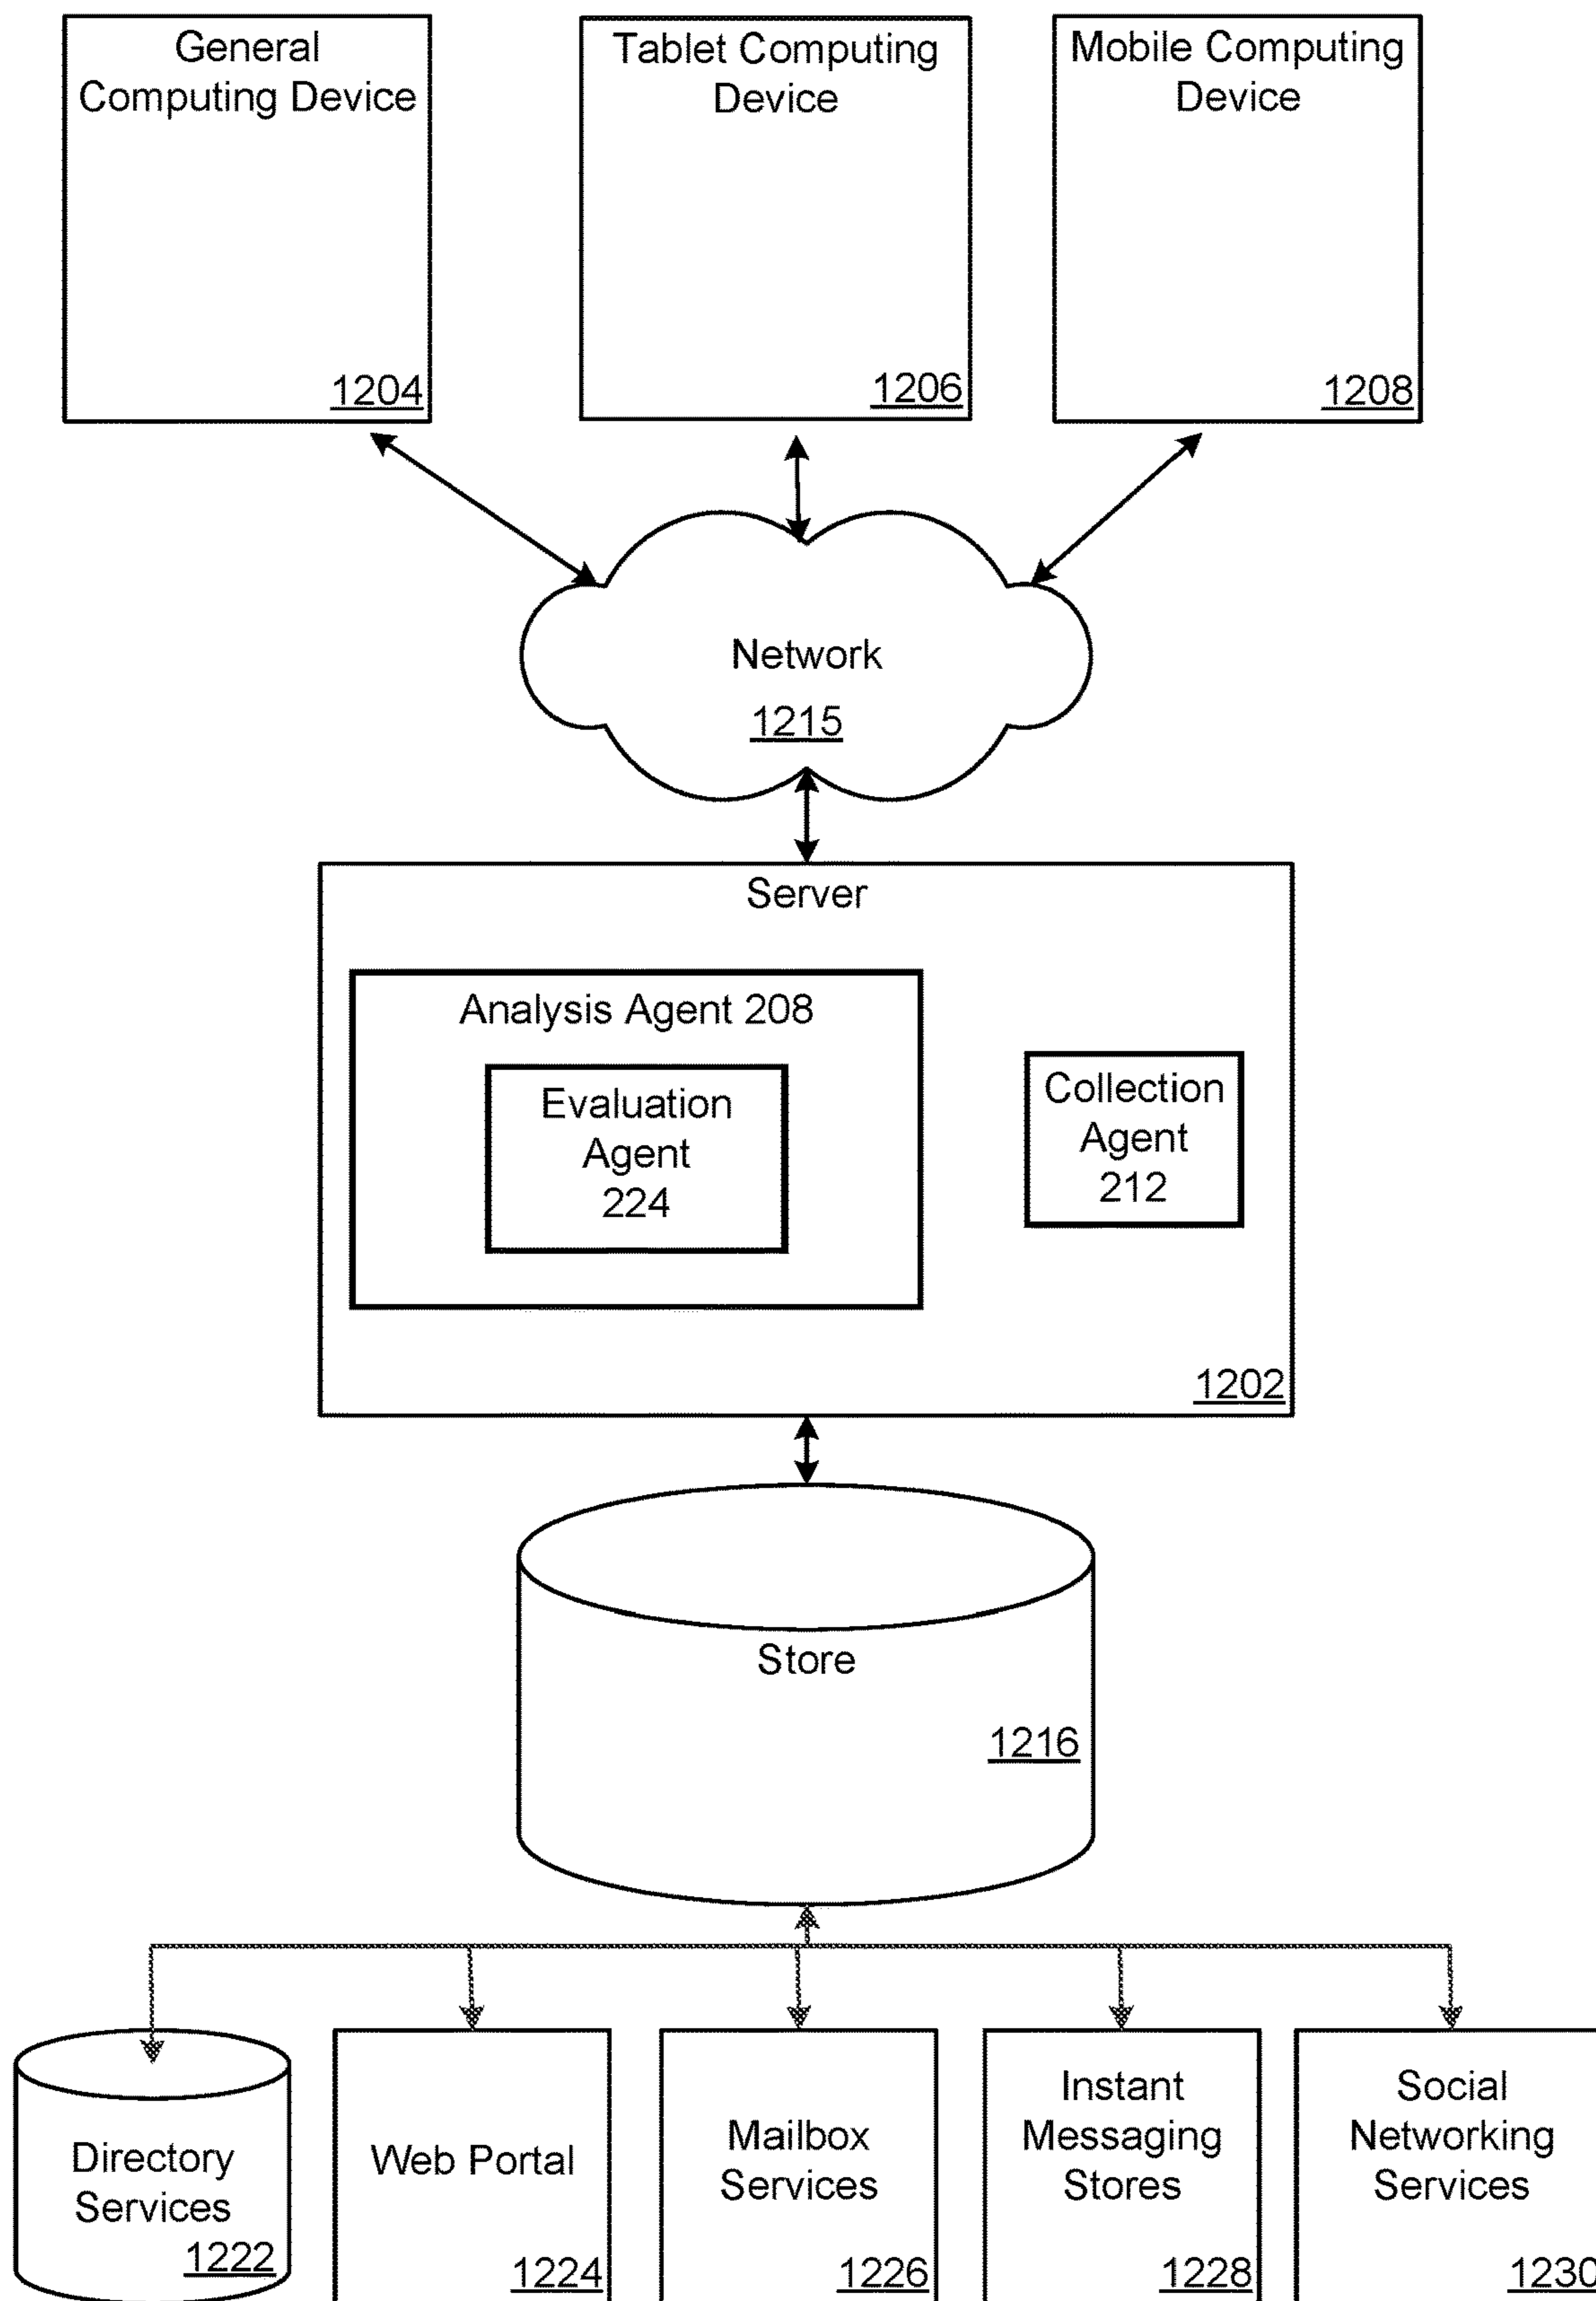 General
Computing Device
1204
Tablet Computing
Device
1206
Mobile Computing
Device
1208
Network
1215
Server
Analysis Agent 208
Evaluation
Agent
224
Collection
Agent
212
1202
Store
1216
Directory
Services
1222
Web Portal
1224
Mailbox
Services
1226
Instant
Messaging
Stores
1228
Social
Networking
Services
1230